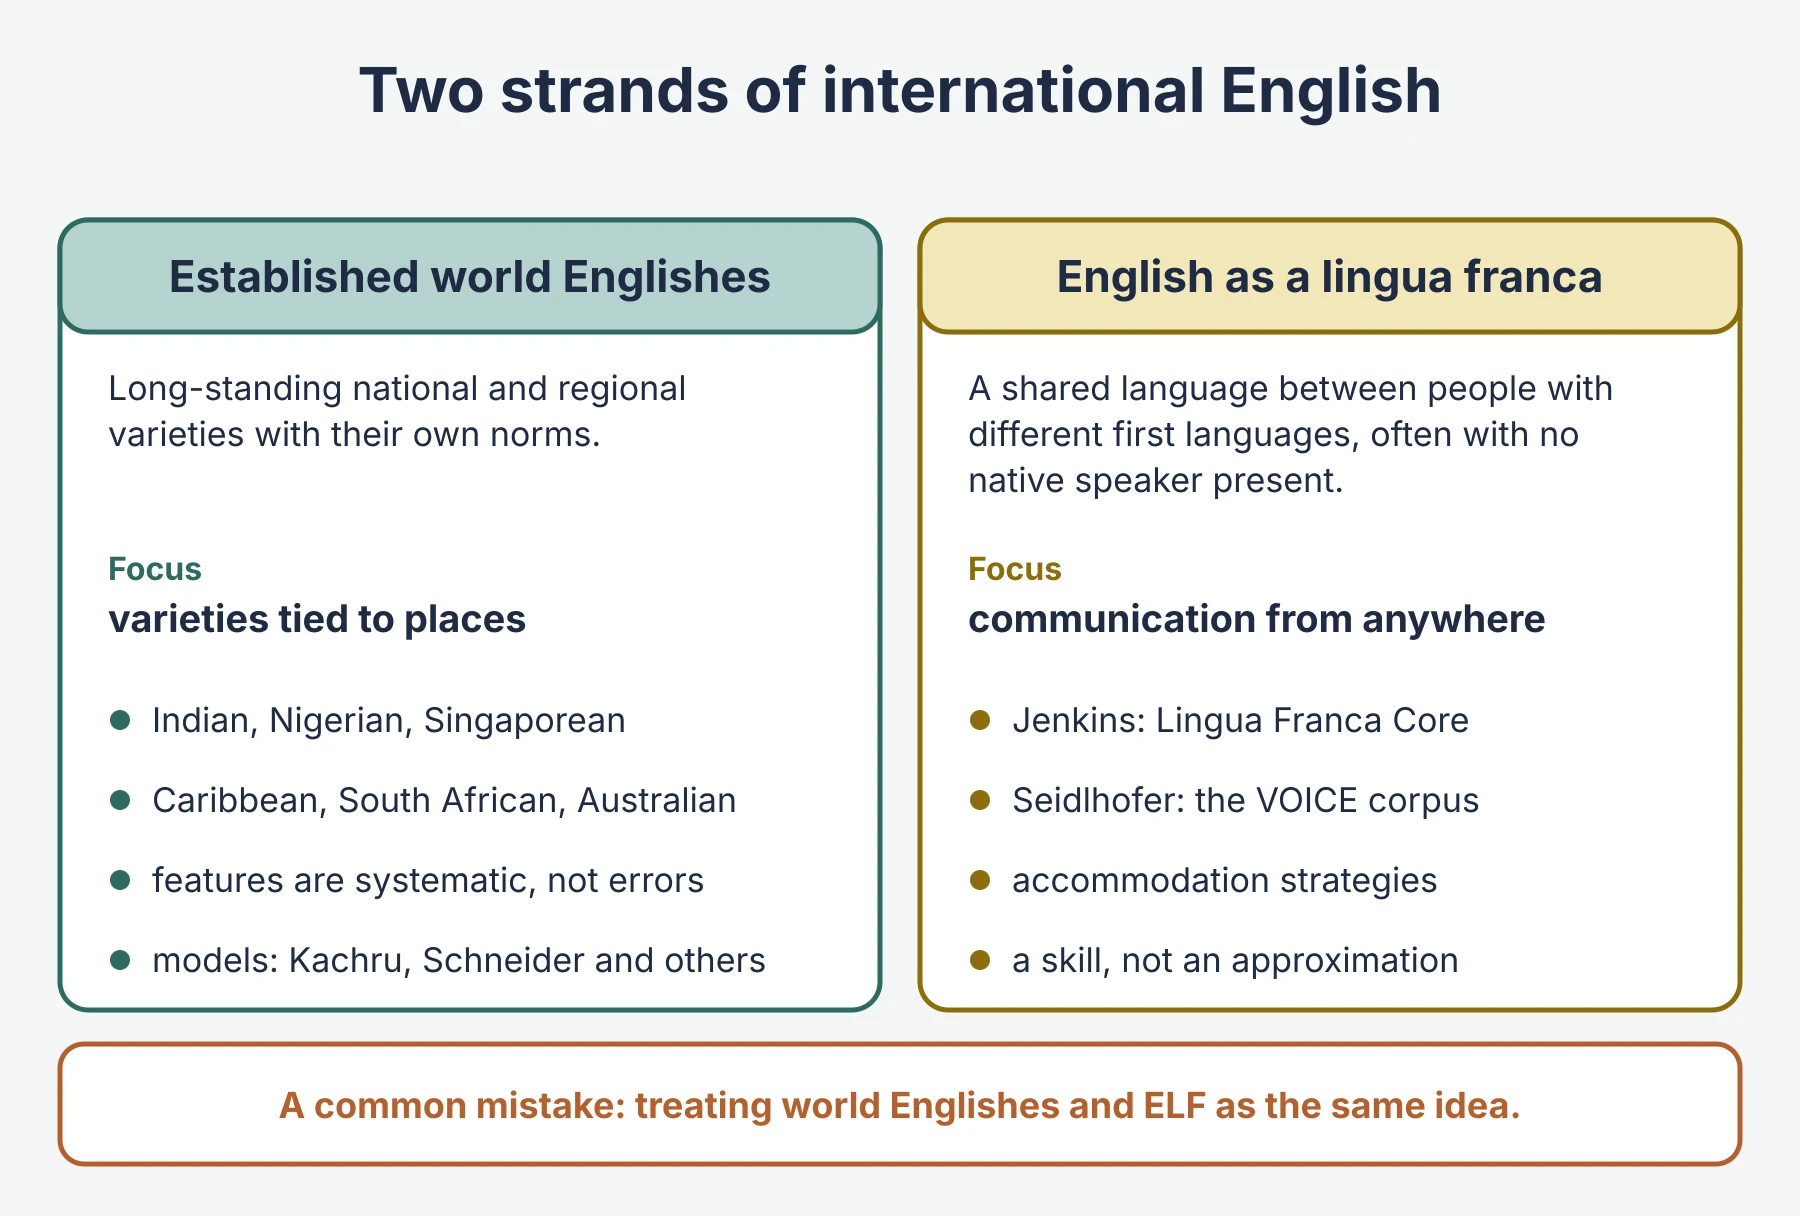 Two strands of international English
Established world Englishes
Long-standing national and regional
varieties with their own norms.
Focus
varieties tied to places
Indian, Nigerian, Singaporean
Caribbean, South African, Australian
features are systematic, not errors
models: Kachru, Schneider and others
English as a lingua franca
A shared language between people with
different first languages, often with no
native speaker present.
Focus
communication from anywhere
Jenkins: Lingua Franca Core
Seidlhofer: the VOICE corpus
accommodation strategies
a skill, not an approximation
A common mistake: treating world Englishes and ELF as the same idea.